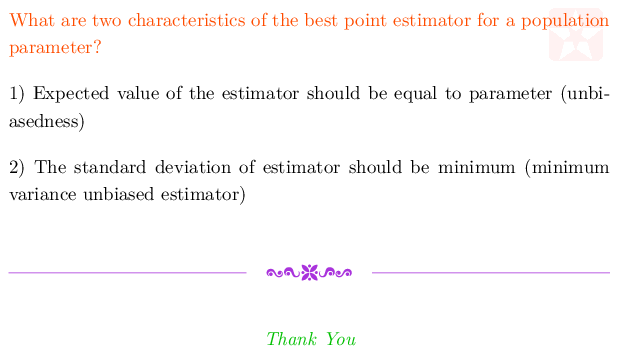 What are two characteristics of the best point estimator for a population
parameter?
1) Expected value of the estimator should be equal to parameter (unbi-
asedness)
2) The standard deviation of estimator should be minimum (minimum
variance unbiased estimator)
Thank You